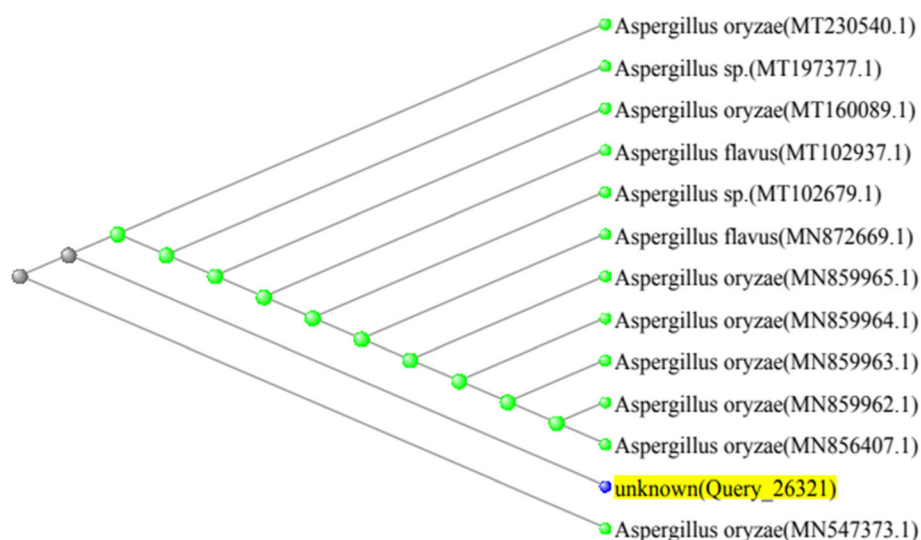 Aspergillus oryzae(MT230540.1)
Aspergillus sp.(MT197377.1)
Aspergillus oryzae(MT160089.1)
Aspergillus flavus(MT102937.1)
Aspergillus sp.(MT102679.1)
Aspergillus flavus(MN872669.1)
Aspergillus oryzae(MN859965.1)
Aspergillus oryzae(MN859964.1)
Aspergillus oryzae(MN859963.1)
Aspergillus oryzae(MN859962.1)
Aspergillus oryzae(MN856407.1)
unknown(Query_26321)
Aspergillus oryzae(MN547373.1)